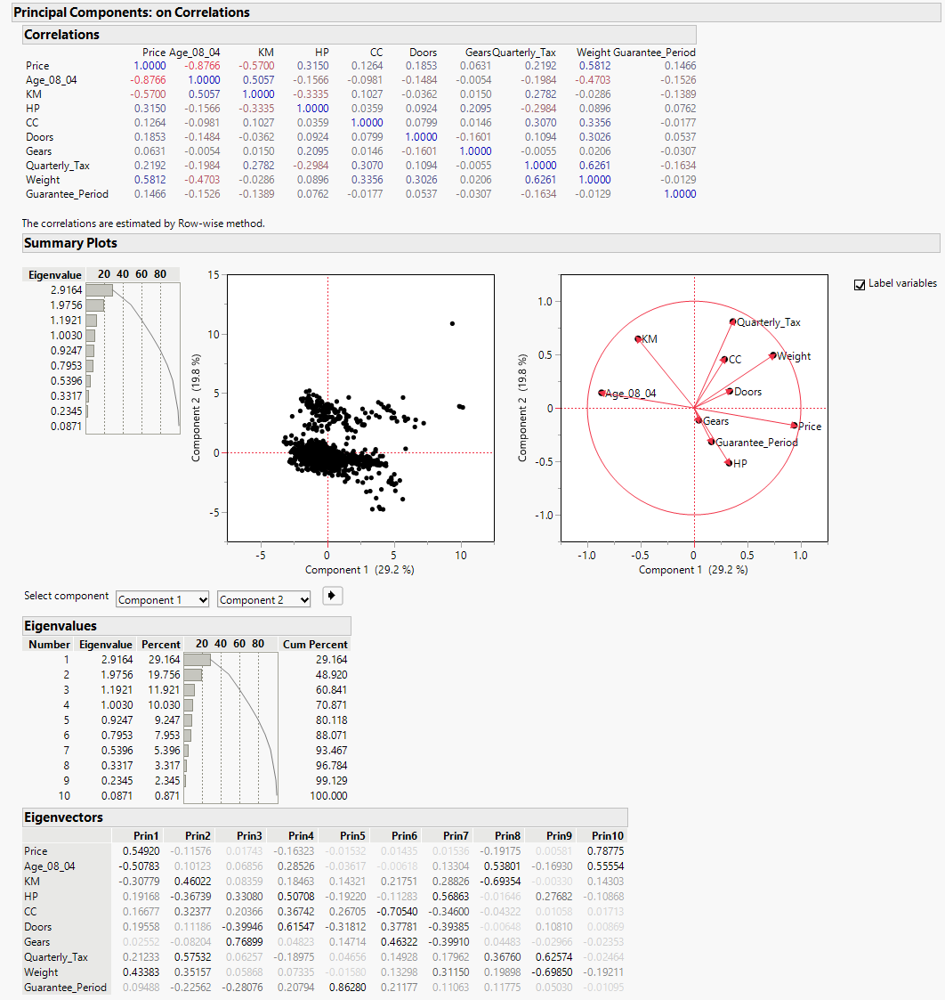 Principal Components: on Correlations
Correlations
Price Age_08_04 KM HP CC Doors Gears Quarterly_Tax Weight Guarantee_Period
Price 1.0000 -0.8766 -0.5700 0.3150 0.1264 0.1853 0.0631 0.2192 0.5812 0.1466
Age_08_04 -0.8766 1.0000 0.5057 -0.1566 -0.0981 -0.1484 -0.0054 -0.1984 -0.4703 -0.1526
KM -0.5700 0.5057 1.0000 -0.3335 0.1027 -0.0362 0.0150 0.2782 -0.0286 -0.1389
HP 0.3150 -0.1566 -0.3335 1.0000 0.0359 0.0924 0.2095 -0.2984 0.0896 0.0762
CC 0.1264 -0.0981 0.1027 0.0359 1.0000 0.0799 0.0146 0.3070 0.3356 -0.0177
Doors 0.1853 -0.1484 -0.0362 0.0924 0.0799 1.0000 -0.1601 0.1094 0.3026 0.0537
Gears 0.0631 -0.0054 0.0150 0.2095 0.0146 -0.1601 1.0000 -0.0055 0.0206 -0.0307
Quarterly_Tax 0.2192 -0.1984 0.2782 -0.2984 0.3070 0.1094 -0.0055 1.0000 0.6261 -0.1634
Weight 0.5812 -0.4703 -0.0286 0.0896 0.3356 0.3026 0.0206 0.6261 1.0000 -0.0129
Guarantee_Period 0.1466 -0.1526 -0.1389 0.0762 -0.0177 0.0537 -0.0307 -0.1634 -0.0129 1.0000
The correlations are estimated by Row-wise method.
Summary Plots
Eigenvalue 20 40 60 80
2.9164
1.9756
1.1921
1.0030
0.9247
0.7953
0.5396
0.3317
0.2345
0.0871
15
10
5
0
-5
Component 2 (19.8 %)
-5 0 5 10
Component 1 (29.2 %)
1.0
0.5
0
-0.5
-1.0
Component 2 (19.8 %)
Quarterly_Tax
KM
CC
Weight
Age_08_04
Doors
Gears
Price
Guarantee_Period
HP
-1.0 -0.5 0 0.5 1.0
Component 1 (29.2 %)
Label variables
Select component Component 1 Component 2
Eigenvalues
Number Eigenvalue Percent 20 40 60 80 Cum Percent
1 2.9164 29.164 29.164
2 1.9756 19.756 48.920
3 1.1921 11.921 60.841
4 1.0030 10.030 70.871
5 0.9247 9.247 80.118
6 0.7953 7.953 88.071
7 0.5396 5.396 93.467
8 0.3317 3.317 96.784
9 0.2345 2.345 99.129
10 0.0871 0.871 100.000
Eigenvectors
Prin1 Prin2 Prin3 Prin4 Prin5 Prin6 Prin7 Prin8 Prin9 Prin10
Price 0.54920 -0.11576 0.01743 -0.16323 -0.01532 0.01435 0.01536 -0.19175 0.00581 0.78775
Age_08_04 -0.50783 0.10123 0.06856 0.28526 -0.03617 -0.00618 0.13304 0.53801 -0.16930 0.55554
KM -0.30779 0.46022 0.08359 0.18463 0.14321 0.21751 0.28826 -0.69354 -0.00330 0.14303
HP 0.19168 -0.36739 0.33080 0.50708 -0.19220 -0.11283 0.56863 -0.01646 0.27682 -0.10868
CC 0.16677 0.32377 0.20366 0.36742 0.26705 -0.70540 -0.34600 -0.04322 0.01058 0.01713
Doors 0.19558 0.11186 -0.39946 0.61547 -0.31812 0.37781 -0.39385 -0.00648 0.10810 0.00869
Gears 0.02552 -0.08204 0.76899 0.04823 0.14714 0.46322 -0.39910 0.04483 -0.02966 -0.02353
Quarterly_Tax 0.21233 0.57532 0.06257 -0.18975 0.04656 0.14928 0.17962 0.36760 0.62574 -0.02464
Weight 0.43383 0.35157 0.05868 0.07335 -0.01580 0.13298 0.31150 0.19898 -0.69850 -0.19211
Guarantee_Period 0.09488 -0.22562 -0.28076 0.20794 0.86280 0.21177 0.11063 0.11775 0.05030 -0.01095